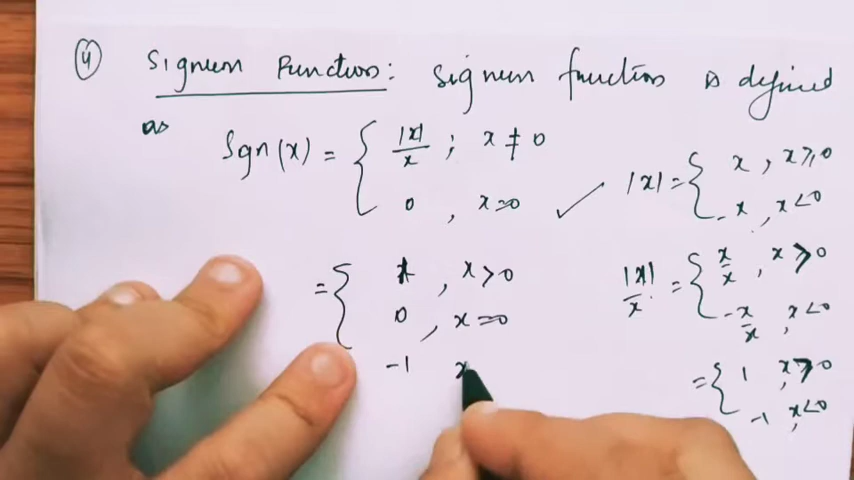 4 Signum Function: Signum function is defined
as
Sgn(x) = { |x|/x ; x ≠ 0
0 , x=0
|x| = { x , x≥0
-x , x<0
= { 1 , x>0
0 , x=0
-1 x
|x|/x = { x/x , x>0
-x/x , x<0
= { 1 , x>0
-1 , x<0